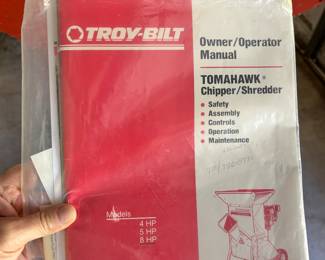 TROY-BILT
Owner/Operator
Manual
TOMAHAWK®
Chipper/Shredder
• Safety
• Assembly
• Controls
• Operation
• Maintenance
Models
4 HP
5 HP
8 HP